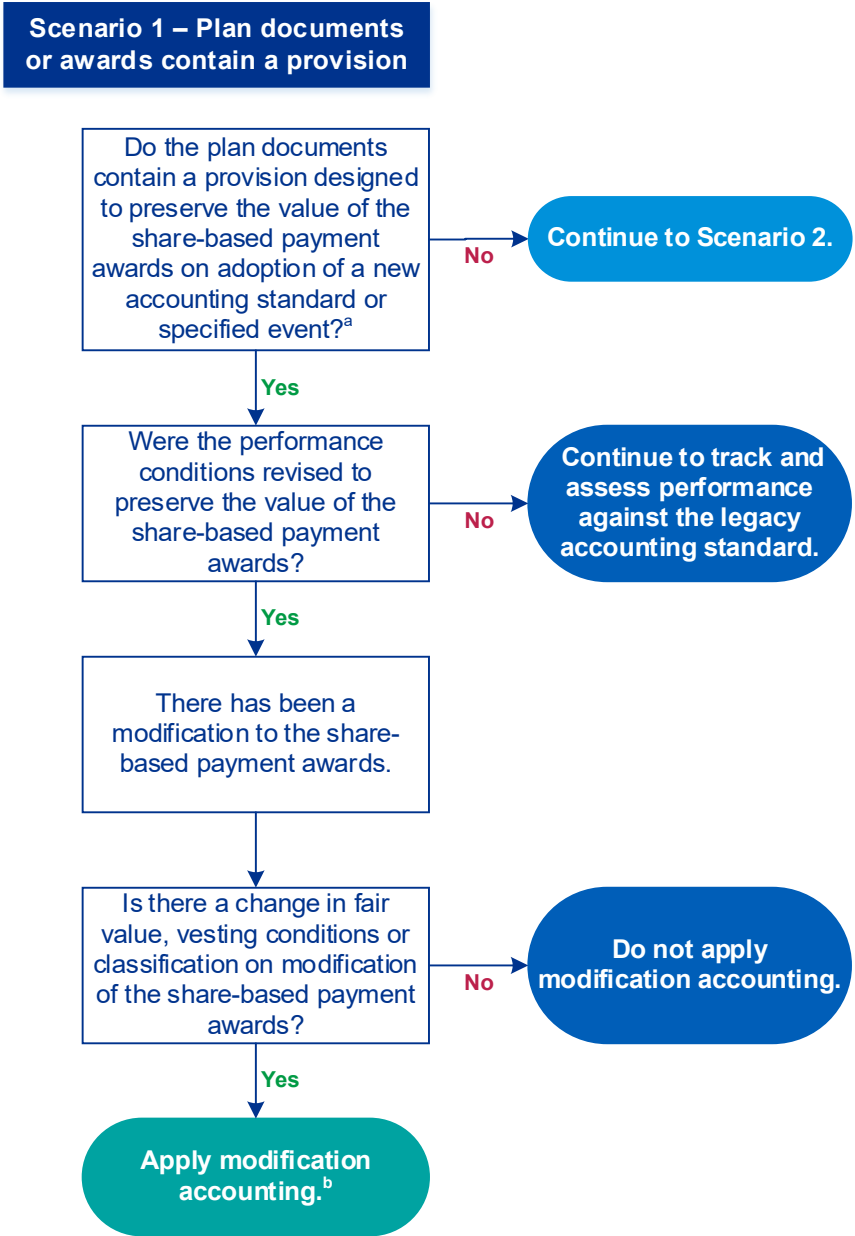 Scenario 1 – Plan documents
or awards contain a provision
Do the plan documents
contain a provision designed
to preserve the value of the
share-based payment
awards on adoption of a new
accounting standard or
specified event?a
No
Continue to Scenario 2.
Yes
Were the performance
conditions revised to
preserve the value of the
share-based payment
awards?
No
Continue to track and
assess performance
against the legacy
accounting standard.
Yes
There has been a
modification to the share-
based payment awards.
Is there a change in fair
value, vesting conditions or
classification on modification
of the share-based payment
awards?
No
Do not apply
modification accounting.
Yes
Apply modification
accounting.b